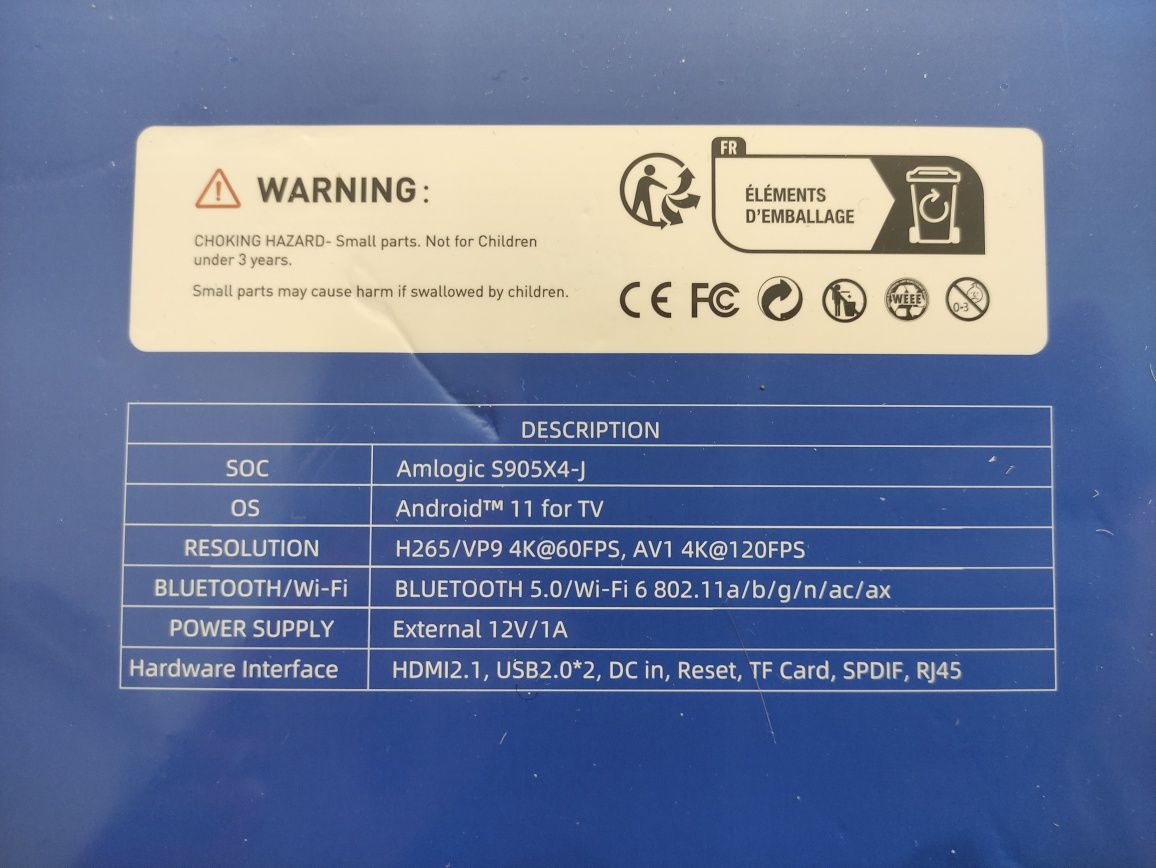 WARNING:
CHOKING HAZARD- Small parts. Not for Children
under 3 years.
Small parts may cause harm if swallowed by children.
FR
ÉLÉMENTS
D'EMBALLAGE
CE FC WEEE 0-3
DESCRIPTION
SOC Amlogic S905X4-J
OS Android™ 11 for TV
RESOLUTION H265/VP9 4K@60FPS, AV1 4K@120FPS
BLUETOOTH/Wi-Fi BLUETOOTH 5.0/Wi-Fi 6 802.11a/b/g/n/ac/ax
POWER SUPPLY External 12V/1A
Hardware Interface HDMI2.1, USB2.0*2, DC in, Reset, TF Card, SPDIF, RJ45